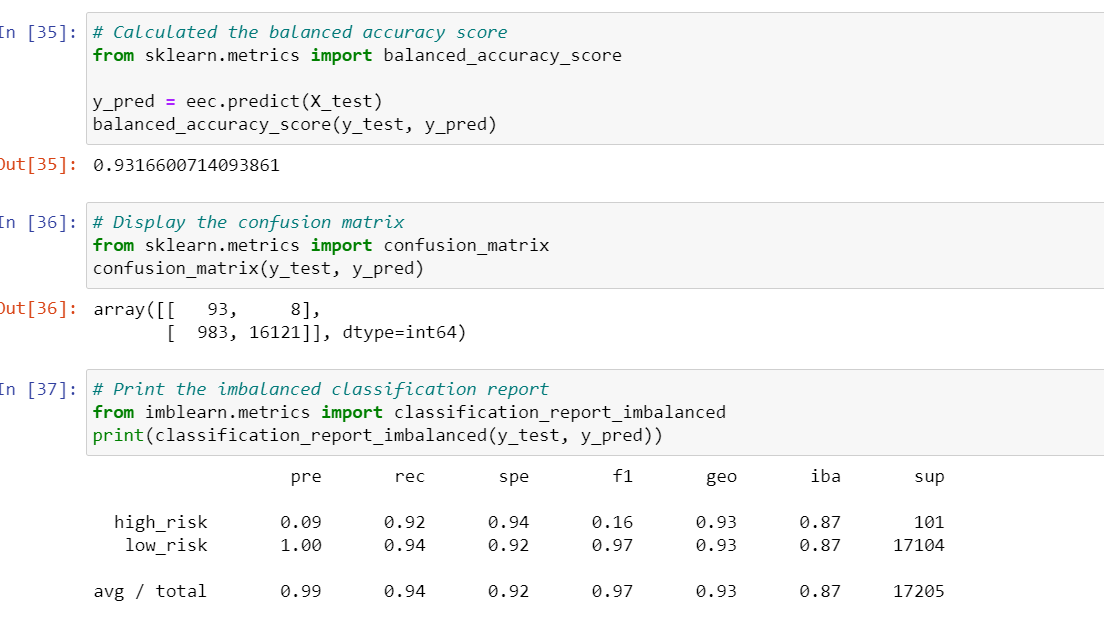 In [35]: # Calculated the balanced accuracy score
from sklearn.metrics import balanced_accuracy_score
y_pred = eec.predict(X_test)
balanced_accuracy_score(y_test, y_pred)
Out[35]: 0.9316600714093861
In [36]: # Display the confusion matrix
from sklearn.metrics import confusion_matrix
confusion_matrix(y_test, y_pred)
Out[36]: array([[   93,     8],
       [  983, 16121]], dtype=int64)
In [37]: # Print the imbalanced classification report
from imblearn.metrics import classification_report_imbalanced
print(classification_report_imbalanced(y_test, y_pred))
pre rec spe f1 geo iba sup
high_risk 0.09 0.92 0.94 0.16 0.93 0.87 101
low_risk 1.00 0.94 0.92 0.97 0.93 0.87 17104
avg / total 0.99 0.94 0.92 0.97 0.93 0.87 17205